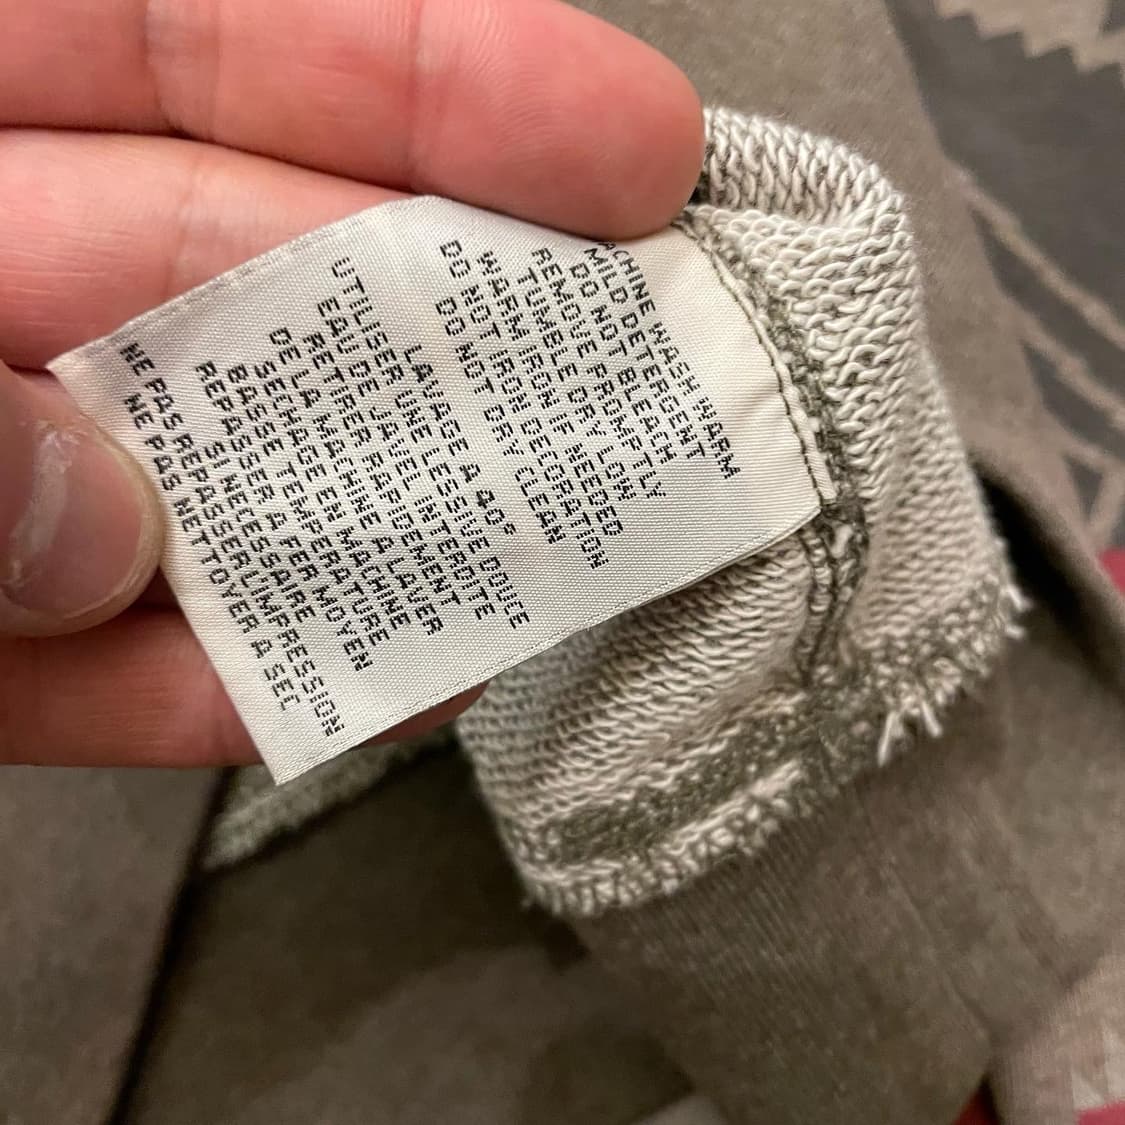 MACHINE WASH WARM
MILD DETERGENT
DO NOT BLEACH
REMOVE PROMPTLY
TUMBLE DRY LOW
WARM IRON IF NEEDED
DO NOT IRON DECORATION
DO NOT DRY CLEAN
LAVAGE A 40° DOUCE
UTILISER UNE LESSIVE DOUCE
EAU DE JAVEL INTERDITE
RETIRER RAPIDEMENT
DE LA MACHINE A LAVER
SECHAGE EN MACHINE
BASSE TEMPERATURE
REPASSER A FER MOYEN
SI NECESSAIRE
NE PAS REPASSER L'IMPRESSION
NE PAS NETTOYER A SEC